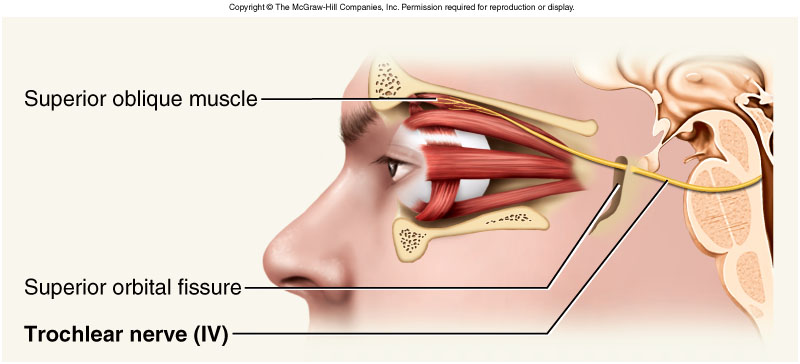 Copyright © The McGraw-Hill Companies, Inc. Permission required for reproduction or display.
Superior oblique muscle
Superior orbital fissure
Trochlear nerve (IV)